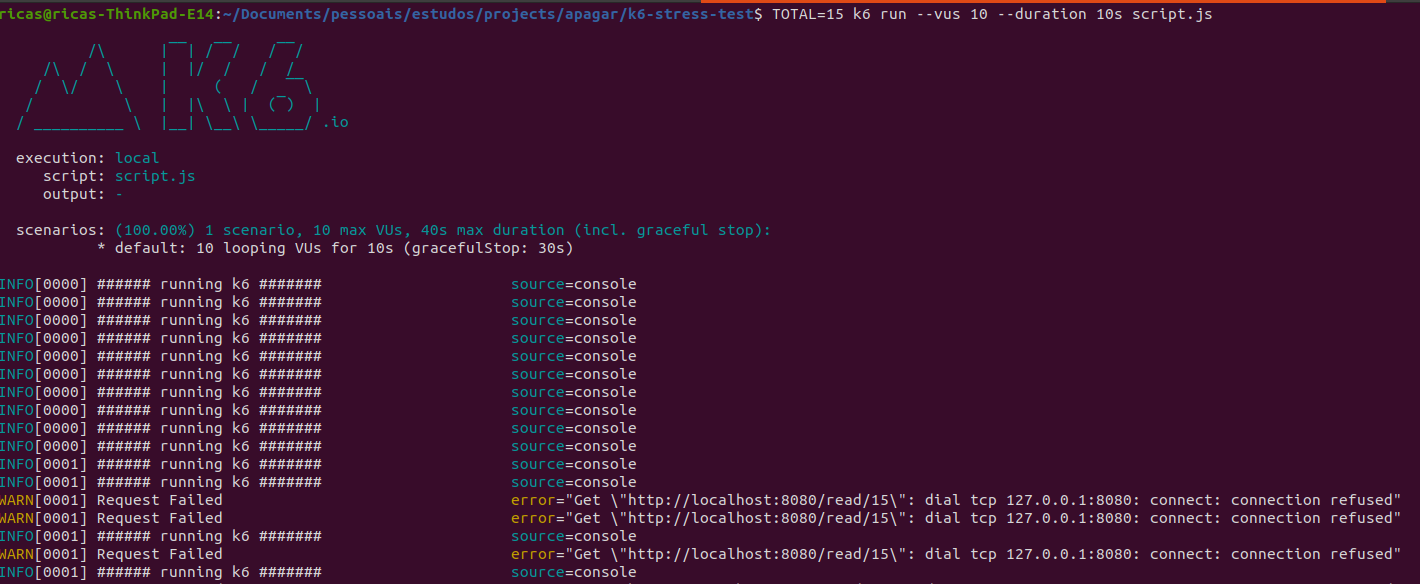 ricas@ricas-ThinkPad-E14:~/Documents/pessoais/estudos/projects/apagar/k6-stress-test$ TOTAL=15 k6 run --vus 10 --duration 10s script.js
K6 .io
execution: local
script: script.js
output: -
scenarios: (100.00%) 1 scenario, 10 max VUs, 40s max duration (incl. graceful stop):
* default: 10 looping VUs for 10s (gracefulStop: 30s)
INFO[0000] ###### running k6 ####### source=console
INFO[0000] ###### running k6 ####### source=console
INFO[0000] ###### running k6 ####### source=console
INFO[0000] ###### running k6 ####### source=console
INFO[0000] ###### running k6 ####### source=console
INFO[0000] ###### running k6 ####### source=console
INFO[0000] ###### running k6 ####### source=console
INFO[0000] ###### running k6 ####### source=console
INFO[0000] ###### running k6 ####### source=console
INFO[0000] ###### running k6 ####### source=console
INFO[0001] ###### running k6 ####### source=console
INFO[0001] ###### running k6 ####### source=console
WARN[0001] Request Failed error="Get \"http://localhost:8080/read/15\": dial tcp 127.0.0.1:8080: connect: connection refused"
WARN[0001] Request Failed error="Get \"http://localhost:8080/read/15\": dial tcp 127.0.0.1:8080: connect: connection refused"
INFO[0001] ###### running k6 ####### source=console
WARN[0001] Request Failed error="Get \"http://localhost:8080/read/15\": dial tcp 127.0.0.1:8080: connect: connection refused"
INFO[0001] ###### running k6 ####### source=console